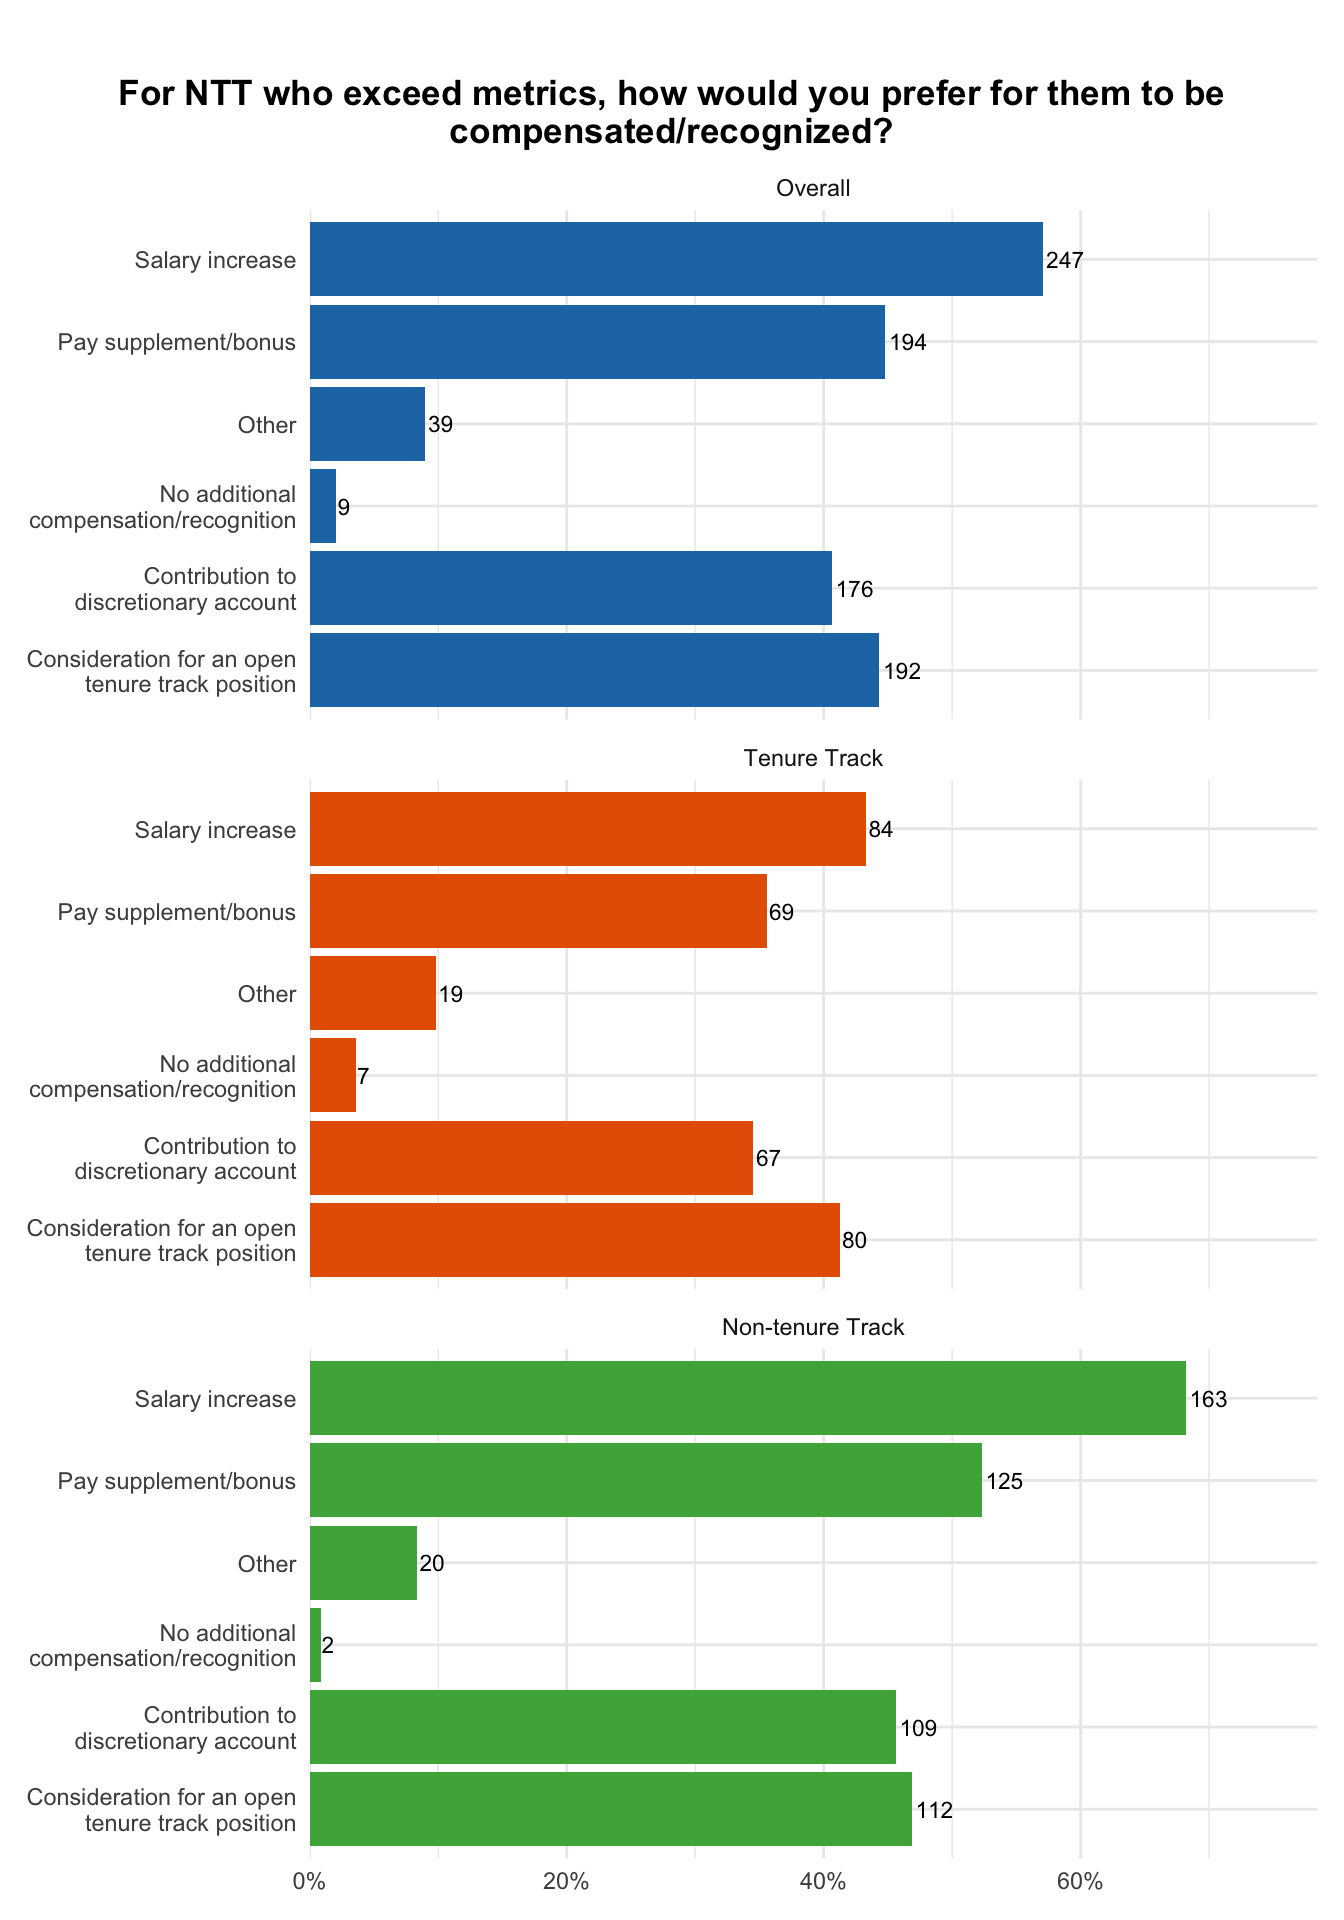 For NTT who exceed metrics, how would you prefer for them to be
compensated/recognized?
Overall
Salary increase
247
Pay supplement/bonus
194
Other
39
No additional
compensation/recognition
9
Contribution to
discretionary account
176
Consideration for an open
tenure track position
192
Tenure Track
Salary increase
84
Pay supplement/bonus
69
Other
19
No additional
compensation/recognition
7
Contribution to
discretionary account
67
Consideration for an open
tenure track position
80
Non-tenure Track
Salary increase
163
Pay supplement/bonus
125
Other
20
No additional
compensation/recognition
2
Contribution to
discretionary account
109
Consideration for an open
tenure track position
112
0% 20% 40% 60%